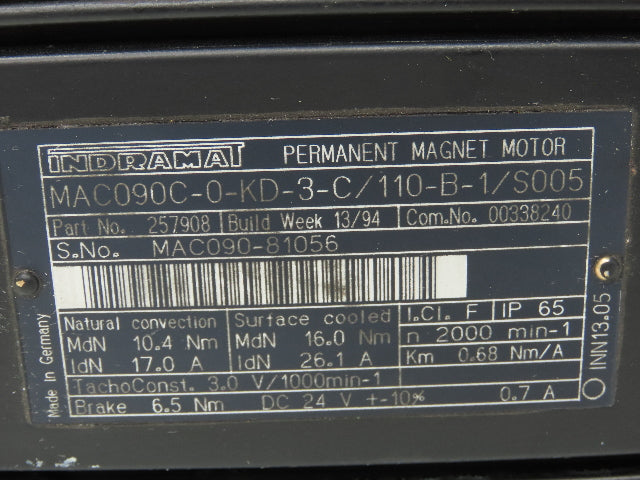 INDRAMAT PERMANENT MAGNET MOTOR
MAC090C-0-KD-3-C/110-B-1/S005
Part No. 257908 Build Week 13/94 Com.No. 00338240
S.No. MAC090-81056
Natural convection Surface cooled I.Cl. F IP 65
MdN 10.4 Nm MdN 16.0 Nm n 2000 min-1
IdN 17.0 A IdN 26.1 A Km 0.68 Nm/A
TachoConst. 3.0 V/1000min-1
Brake 6.5 Nm DC 24 V +-10% 0.7 A
Made in Germany
INN13.05